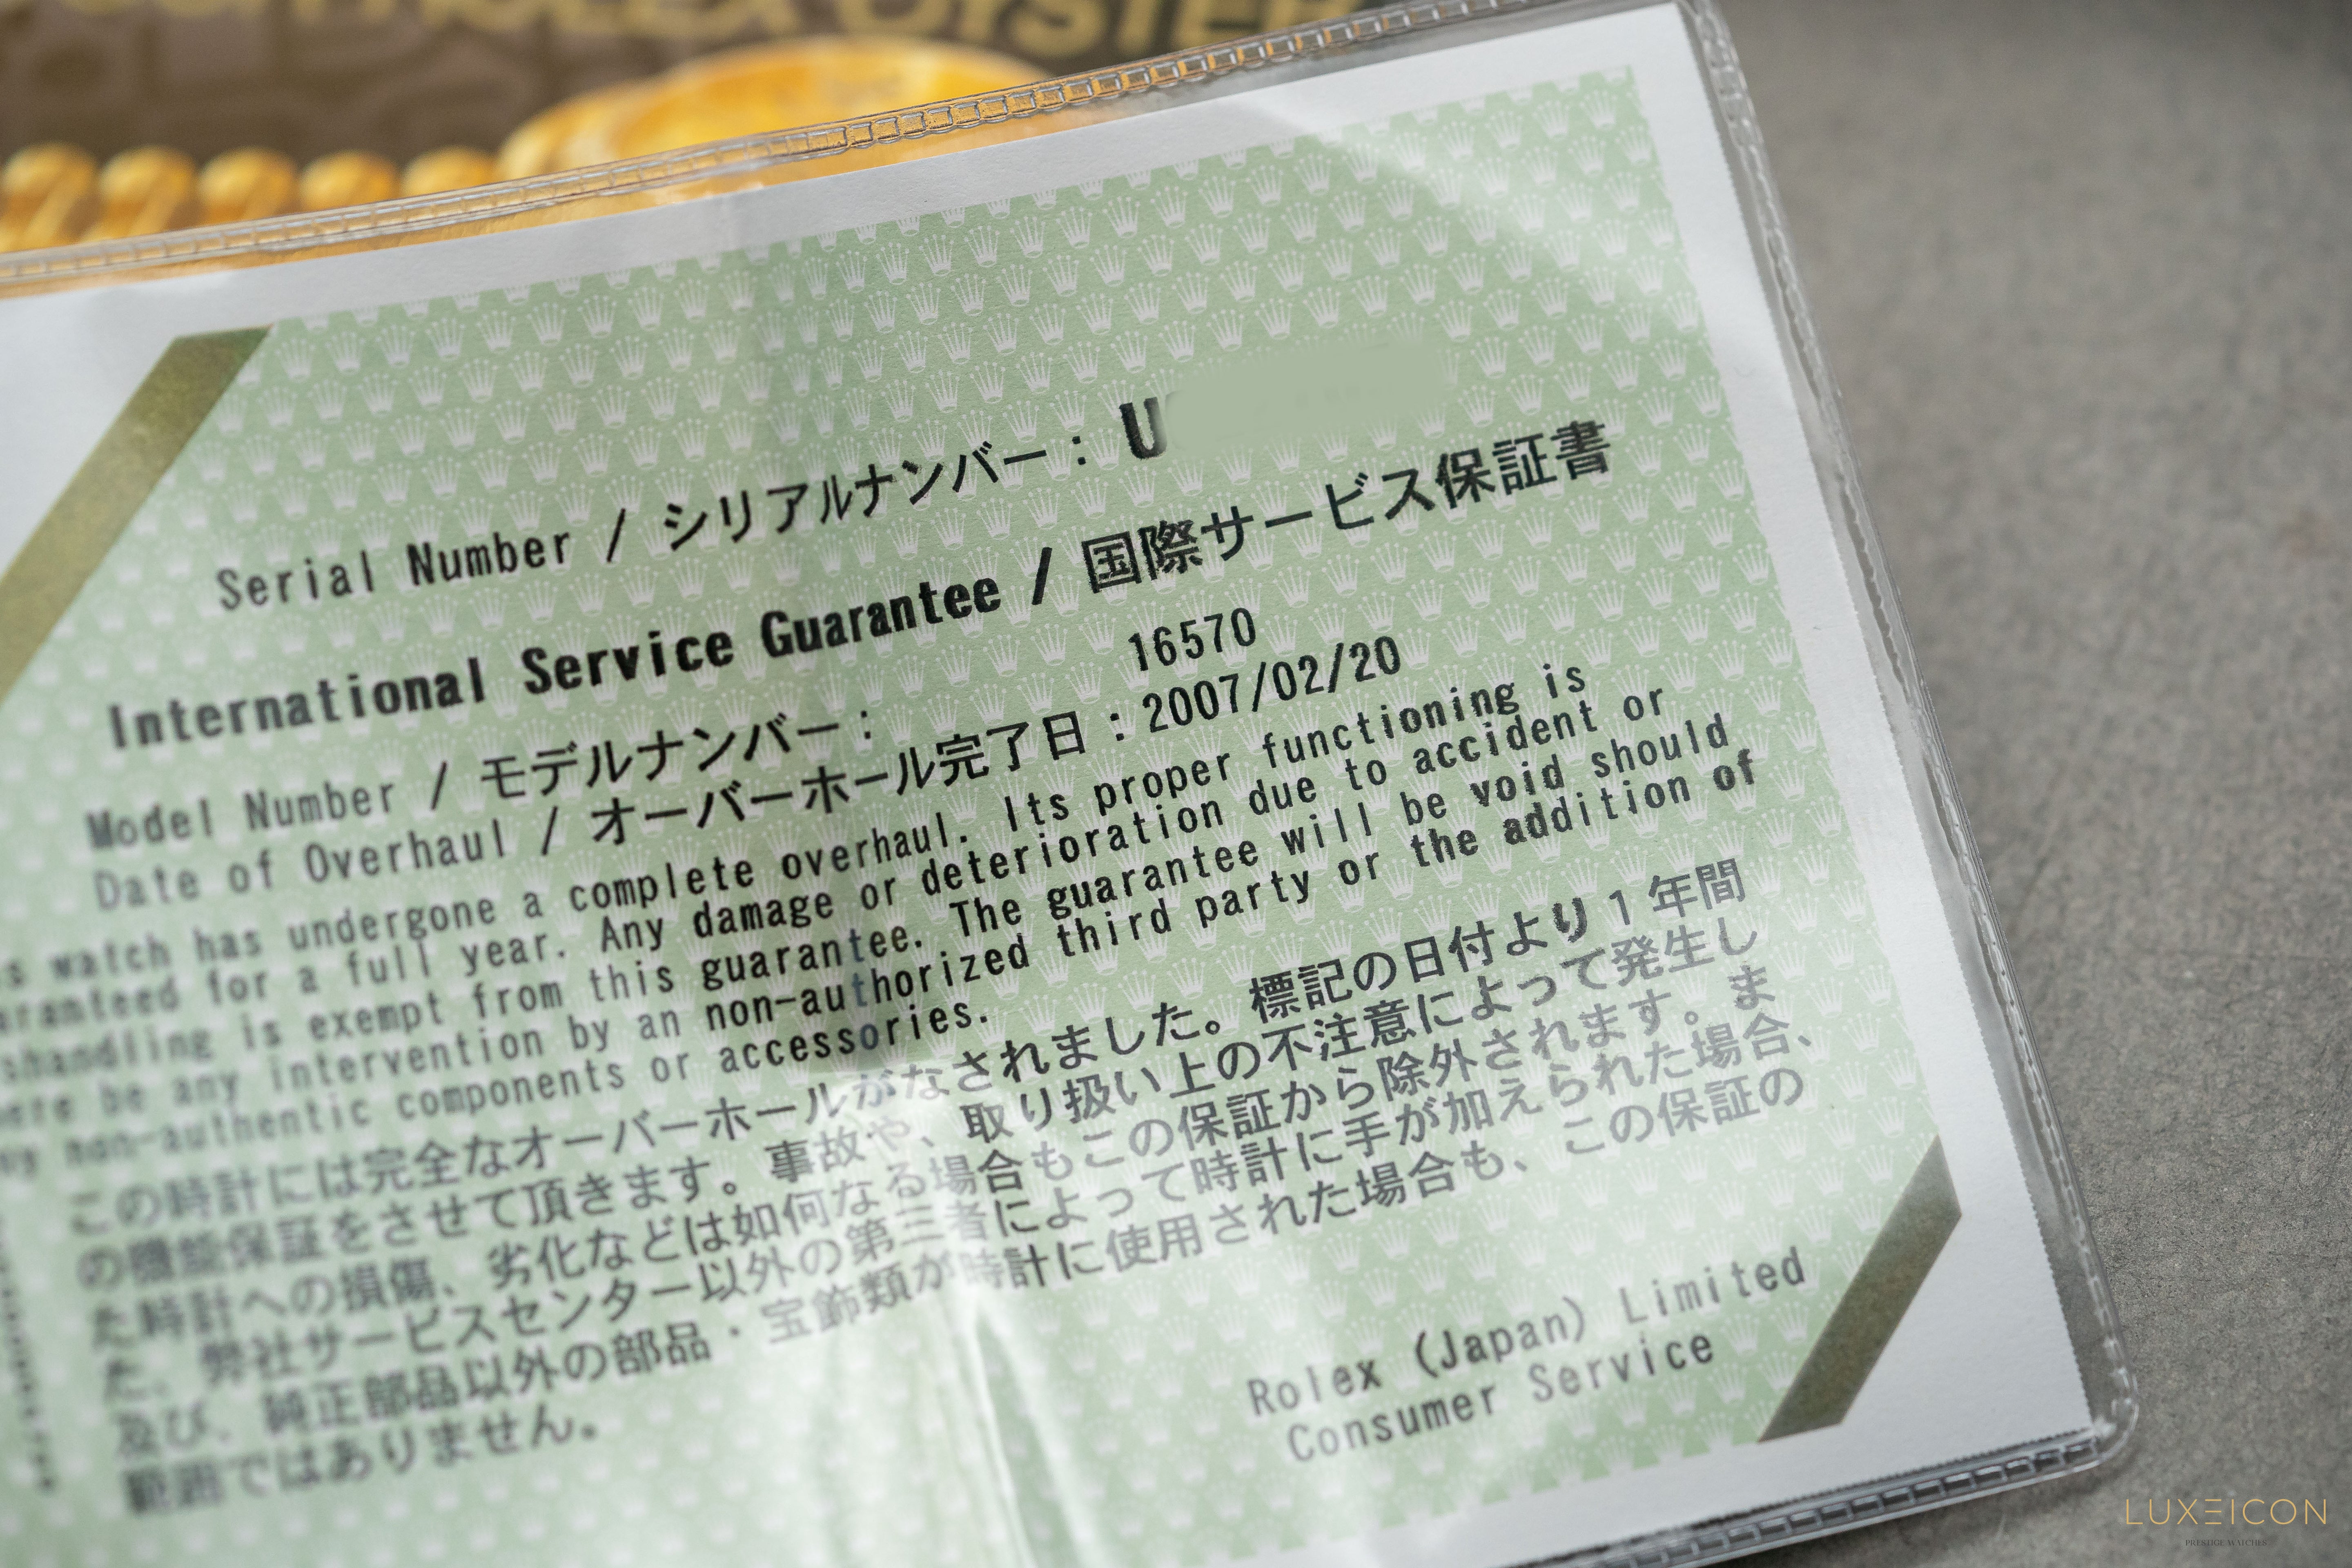 OYSTER
Serial Number / シリアルナンバー : U
International Service Guarantee / 国際サービス保証書
Model Number / モデルナンバー : 16570
Date of Overhaul / オーバーホール完了日 : 2007/02/20
s watch has undergone a complete overhaul. Its proper functioning is
aranteed for a full year. Any damage or deterioration due to accident or
shandling is exempt from this guarantee. The guarantee will be void should
ere be any intervention by an non-authorized third party or the addition of
ny non-authentic components or accessories.
この時計には完全なオーバーホールがなされました。標記の日付より1年間
の機能保証をさせて頂きます。事故や、取り扱い上の不注意によって発生し
た時計への損傷、劣化などは如何なる場合もこの保証から除外されます。ま
た、弊社サービスセンター以外の第三者によって時計に手が加えられた場合、
及び、純正部品以外の部品・宝飾類が時計に使用された場合も、この保証の
範囲ではありません。
Rolex (Japan) Limited
Consumer Service
LUXEICON
PRESTIGE WATCHES